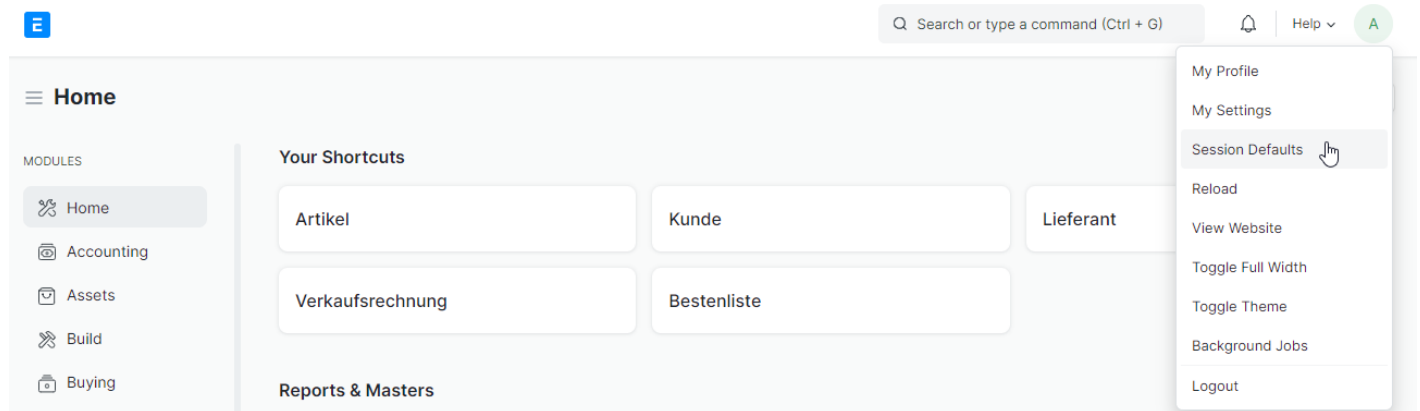 E
Search or type a command (Ctrl + G)
Help
A
My Profile
My Settings
Session Defaults
Reload
View Website
Toggle Full Width
Toggle Theme
Background Jobs
Logout
Home
MODULES
Home
Accounting
Assets
Build
Buying
Your Shortcuts
Artikel
Kunde
Lieferant
Verkaufsrechnung
Bestenliste
Reports & Masters